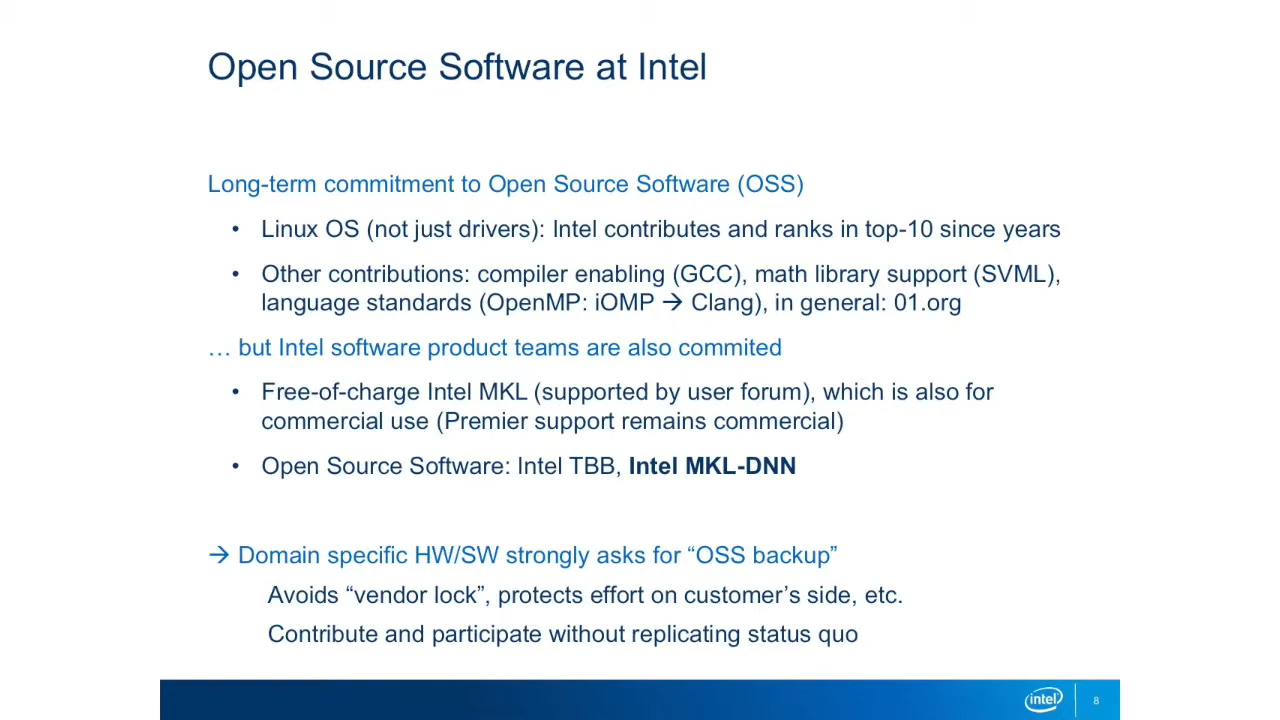 Open Source Software at Intel
Long-term commitment to Open Source Software (OSS)
• Linux OS (not just drivers): Intel contributes and ranks in top-10 since years
• Other contributions: compiler enabling (GCC), math library support (SVML),
language standards (OpenMP: iOMP → Clang), in general: 01.org
… but Intel software product teams are also commited
• Free-of-charge Intel MKL (supported by user forum), which is also for
commercial use (Premier support remains commercial)
• Open Source Software: Intel TBB, Intel MKL-DNN
→ Domain specific HW/SW strongly asks for “OSS backup”
Avoids “vendor lock”, protects effort on customer’s side, etc.
Contribute and participate without replicating status quo
intel
8